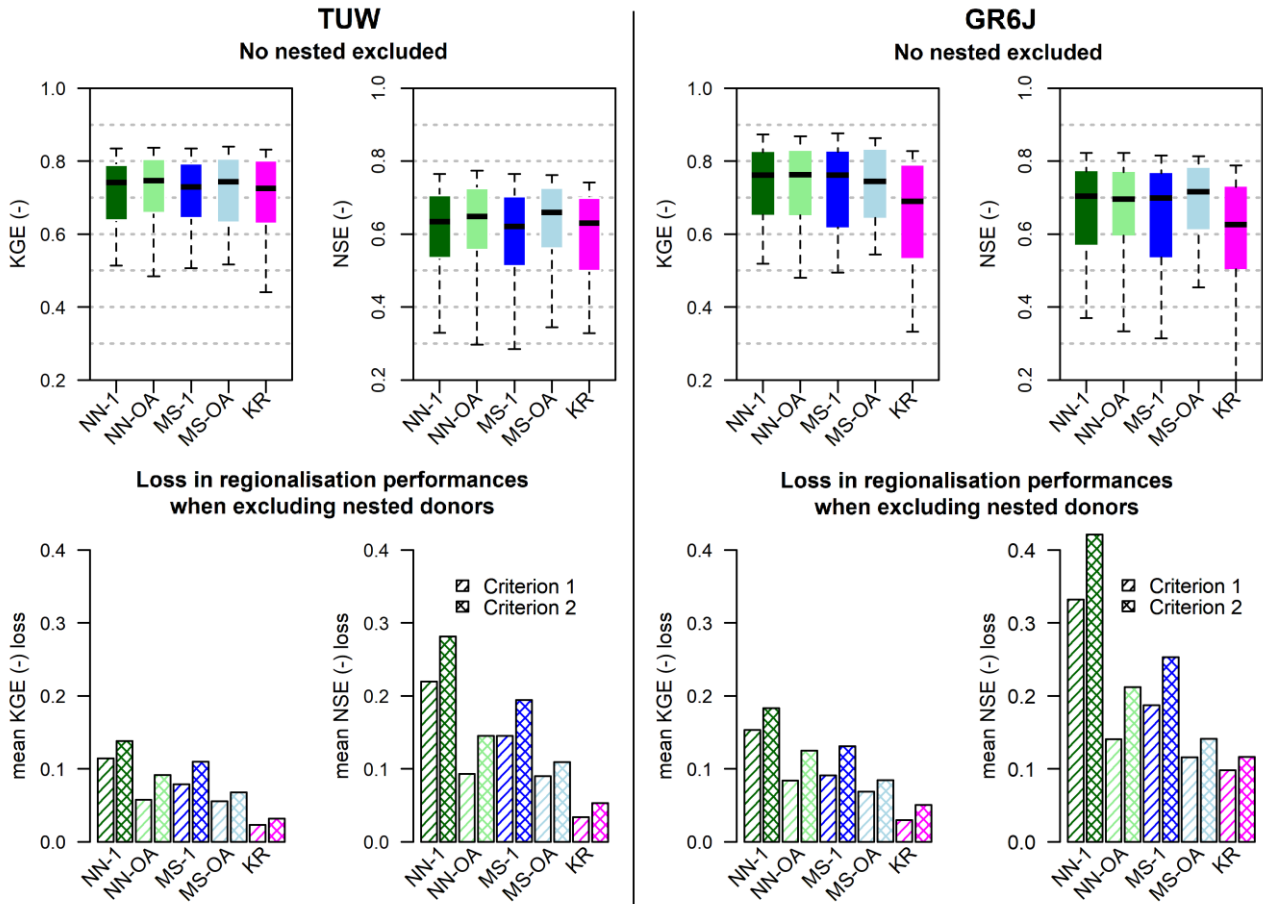 TUW
No nested excluded
KGE (-)
1.0
0.8
0.6
0.4
0.2
NN-1
NN-OA
MS-1
MS-OA
KR
NSE (-)
1.0
0.8
0.6
0.4
0.2
NN-1
NN-OA
MS-1
MS-OA
KR
Loss in regionalisation performances
when excluding nested donors
mean KGE (-) loss
0.4
0.3
0.2
0.1
0.0
NN-1
NN-OA
MS-1
MS-OA
KR
mean NSE (-) loss
0.4
0.3
0.2
0.1
0.0
Criterion 1
Criterion 2
NN-1
NN-OA
MS-1
MS-OA
KR
GR6J
No nested excluded
KGE (-)
1.0
0.8
0.6
0.4
0.2
NN-1
NN-OA
MS-1
MS-OA
KR
NSE (-)
1.0
0.8
0.6
0.4
0.2
NN-1
NN-OA
MS-1
MS-OA
KR
Loss in regionalisation performances
when excluding nested donors
mean KGE (-) loss
0.4
0.3
0.2
0.1
0.0
NN-1
NN-OA
MS-1
MS-OA
KR
mean NSE (-) loss
0.4
0.3
0.2
0.1
0.0
Criterion 1
Criterion 2
NN-1
NN-OA
MS-1
MS-OA
KR